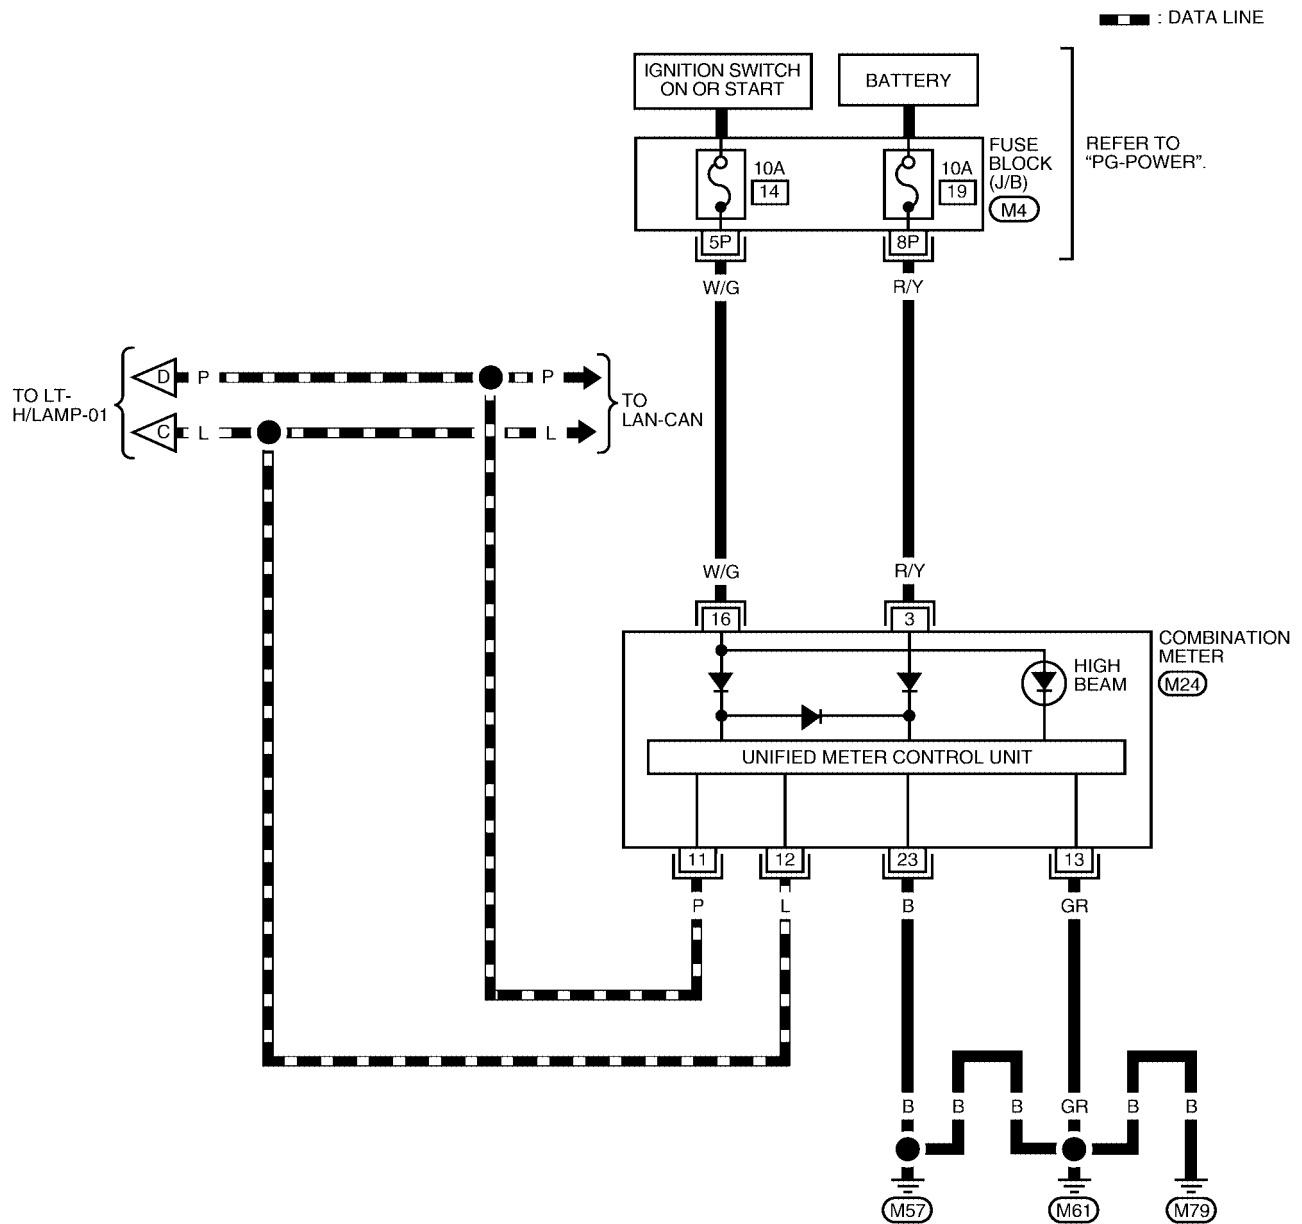 : DATA LINE
IGNITION SWITCH
ON OR START
BATTERY
FUSE
BLOCK
(J/B)
M4
REFER TO
“PG-POWER”.
10A
14
10A
19
5P
8P
W/G
R/Y
TO LT-
H/LAMP-01
D
P
P
C
L
L
TO
LAN-CAN
W/G
R/Y
16
3
COMBINATION
METER
M24
HIGH
BEAM
UNIFIED METER CONTROL UNIT
11
12
23
13
P
L
B
GR
B
B
B
GR
B
B
M57
M61
M79